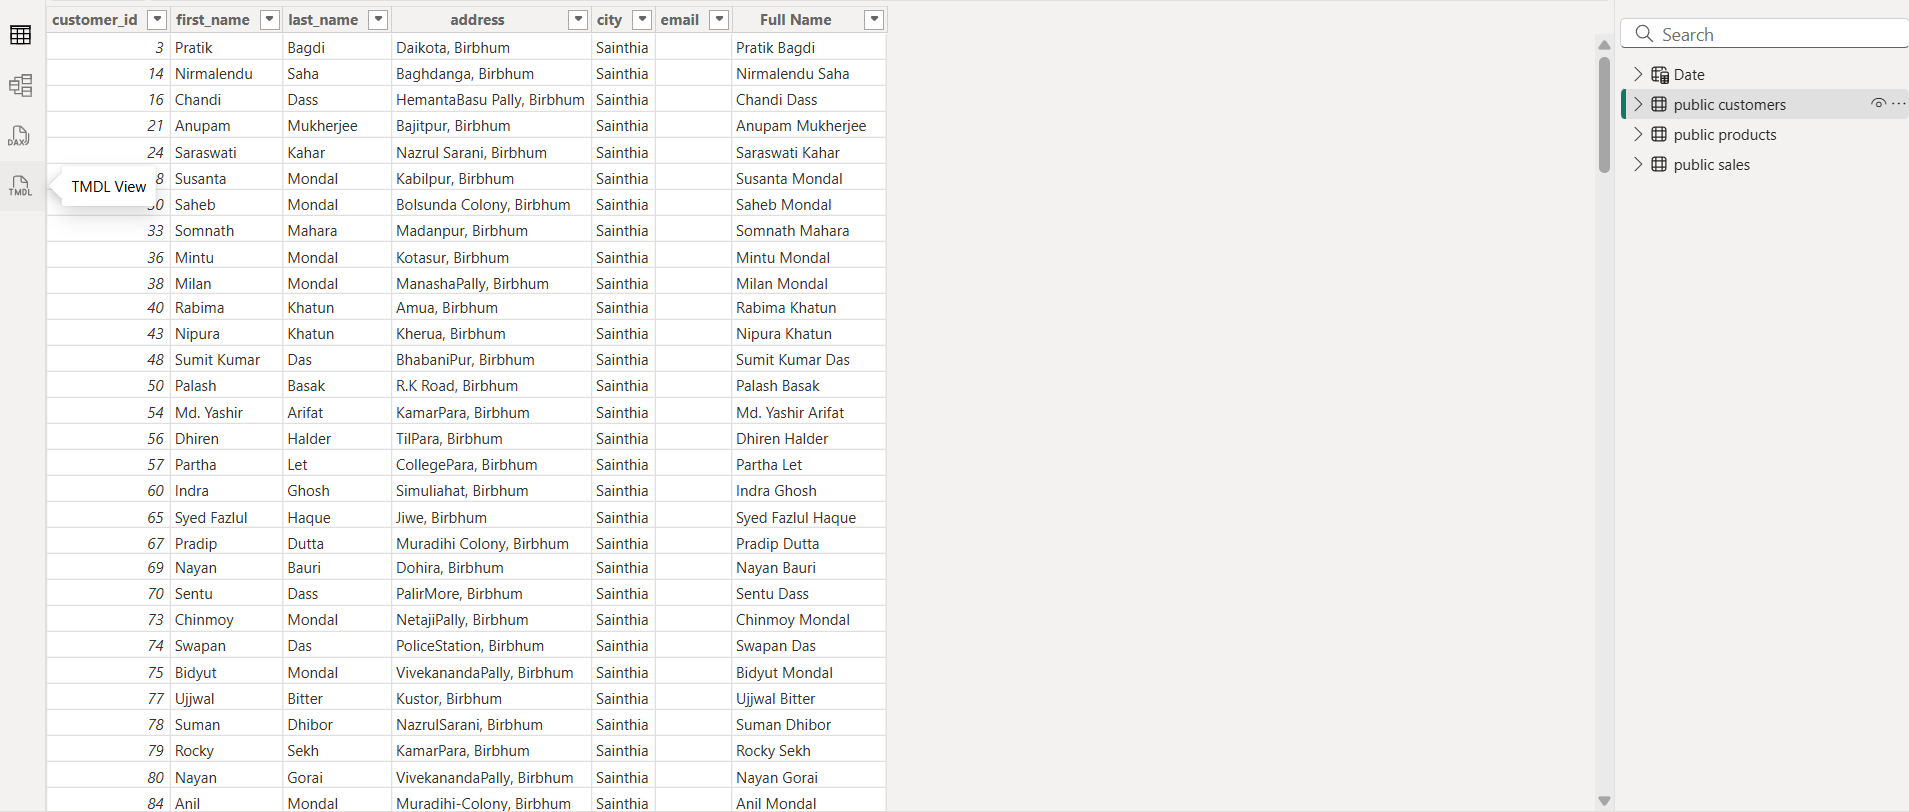 customer_id first_name last_name address city email Full Name
3 Pratik Bagdi Daikota, Birbhum Sainthia Pratik Bagdi
14 Nirmalendu Saha Baghdanga, Birbhum Sainthia Nirmalendu Saha
16 Chandi Dass HemantaBasu Pally, Birbhum Sainthia Chandi Dass
21 Anupam Mukherjee Bajitpur, Birbhum Sainthia Anupam Mukherjee
24 Saraswati Kahar Nazrul Sarani, Birbhum Sainthia Saraswati Kahar
8 Susanta Mondal Kabilpur, Birbhum Sainthia Susanta Mondal
0 Saheb Mondal Bolsunda Colony, Birbhum Sainthia Saheb Mondal
33 Somnath Mahara Madanpur, Birbhum Sainthia Somnath Mahara
36 Mintu Mondal Kotasur, Birbhum Sainthia Mintu Mondal
38 Milan Mondal ManashaPally, Birbhum Sainthia Milan Mondal
40 Rabima Khatun Amua, Birbhum Sainthia Rabima Khatun
43 Nipura Khatun Kherua, Birbhum Sainthia Nipura Khatun
48 Sumit Kumar Das BhabaniPur, Birbhum Sainthia Sumit Kumar Das
50 Palash Basak R.K Road, Birbhum Sainthia Palash Basak
54 Md. Yashir Arifat KamarPara, Birbhum Sainthia Md. Yashir Arifat
56 Dhiren Halder TilPara, Birbhum Sainthia Dhiren Halder
57 Partha Let CollegePara, Birbhum Sainthia Partha Let
60 Indra Ghosh Simuliahat, Birbhum Sainthia Indra Ghosh
65 Syed Fazlul Haque Jiwe, Birbhum Sainthia Syed Fazlul Haque
67 Pradip Dutta Muradihi Colony, Birbhum Sainthia Pradip Dutta
69 Nayan Bauri Dohira, Birbhum Sainthia Nayan Bauri
70 Sentu Dass PalirMore, Birbhum Sainthia Sentu Dass
73 Chinmoy Mondal NetajiPally, Birbhum Sainthia Chinmoy Mondal
74 Swapan Das PoliceStation, Birbhum Sainthia Swapan Das
75 Bidyut Mondal VivekanandaPally, Birbhum Sainthia Bidyut Mondal
77 Ujjwal Bitter Kustor, Birbhum Sainthia Ujjwal Bitter
78 Suman Dhibor NazrulSarani, Birbhum Sainthia Suman Dhibor
79 Rocky Sekh KamarPara, Birbhum Sainthia Rocky Sekh
80 Nayan Gorai VivekanandaPally, Birbhum Sainthia Nayan Gorai
84 Anil Mondal Muradihi-Colony, Birbhum Sainthia Anil Mondal
DAX
TMDL
TMDL View
Search
Date
public customers
public products
public sales